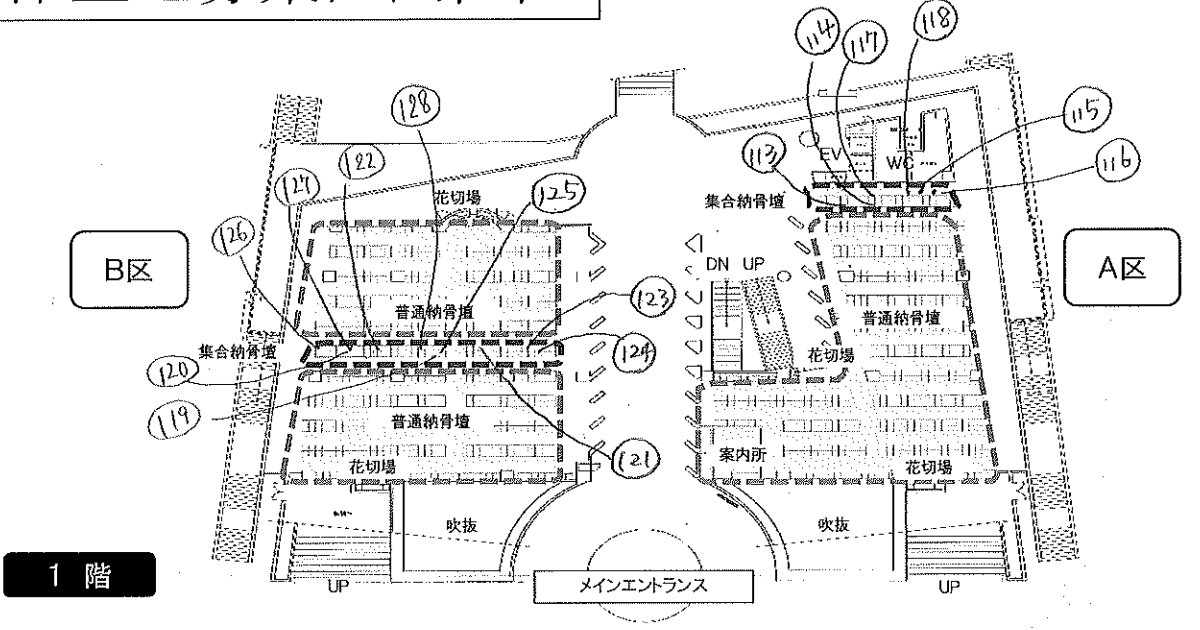 114
117
118
128
115
113
EV
WC
116
127
122
125
花切場
集合納骨壇
126
B区
DN UP
A区
普通納骨壇
123
普通納骨壇
集合納骨壇
124
花切場
120
119
普通納骨壇
121
案内所
花切場
花切場
吹抜
吹抜
1 階
UP
メインエントランス
UP